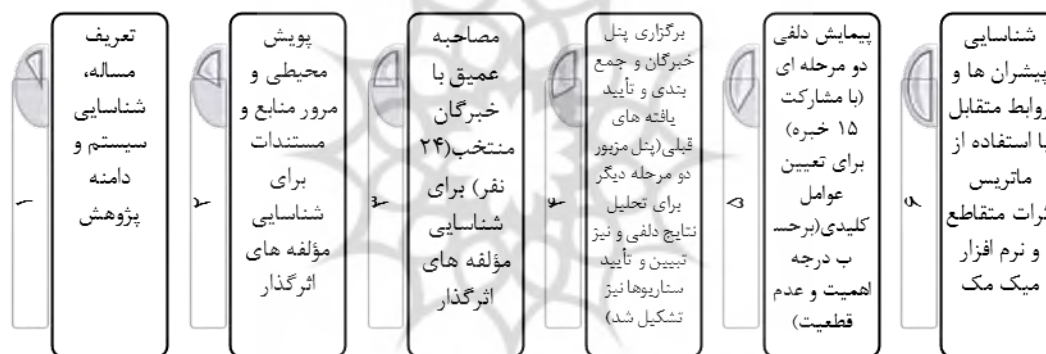 ۱
تعریف
مساله،
شناسایی
سیستم و
دامنه
پژوهش
۲
پویش
محیطی و
مرور منابع و
مستندات
برای
شناسایی
مؤلفه های
اثرگذار
۳
مصاحبه
عمیق با
خبرگان
منتخب(۲۴
نفر) برای
شناسایی
مؤلفه های
اثرگذار
۴
برگزاری پنل
خبرگان و جمع
بندی و تأیید
یافته های
قبلی(پنل مزبور
دو مرحله دیگر
برای تحلیل
نتایج دلفی و نیز
تبیین و تأیید
سناریوها نیز
تشکیل شد)
۵
پیمایش دلفی
دو مرحله ای
(با مشارکت
۱۵ خبره)
برای تعیین
عوامل
کلیدی(برحس
ب درجه
اهمیت و عدم
قطعیت)
۶
شناسایی
پیشران ها و
روابط متقابل
با استفاده از
ماتریس
ثرات متقاطع
و نرم افزار
میک مک